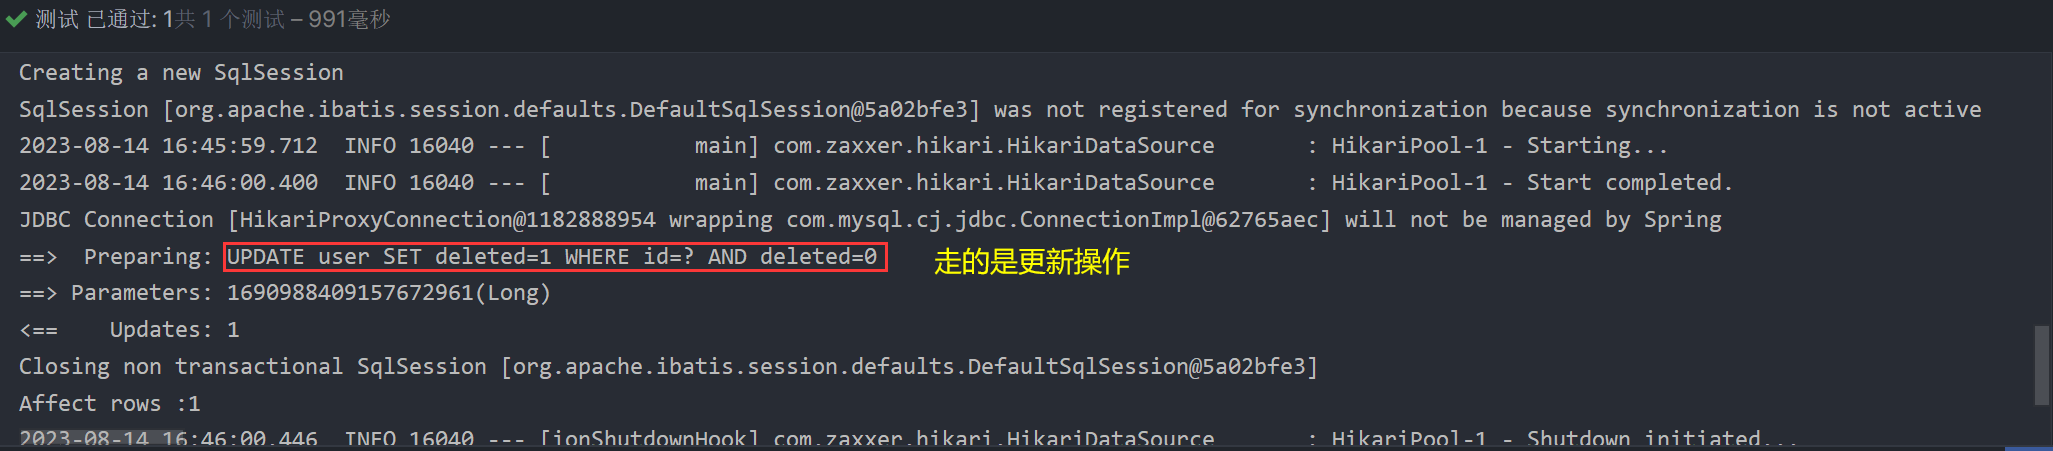 测试 已通过: 1共 1 个测试 – 991毫秒
Creating a new SqlSession
SqlSession [org.apache.ibatis.session.defaults.DefaultSqlSession@5a02bfe3] was not registered for synchronization because synchronization is not active
2023-08-14 16:45:59.712  INFO 16040 --- [           main] com.zaxxer.hikari.HikariDataSource       : HikariPool-1 - Starting...
2023-08-14 16:46:00.400  INFO 16040 --- [           main] com.zaxxer.hikari.HikariDataSource       : HikariPool-1 - Start completed.
JDBC Connection [HikariProxyConnection@1182888954 wrapping com.mysql.cj.jdbc.ConnectionImpl@62765aec] will not be managed by Spring
==>  Preparing: UPDATE user SET deleted=1 WHERE id=? AND deleted=0 走的是更新操作
==> Parameters: 1690988409157672961(Long)
<==    Updates: 1
Closing non transactional SqlSession [org.apache.ibatis.session.defaults.DefaultSqlSession@5a02bfe3]
Affect rows :1
2023-08-14 16:46:00.446  INFO 16040 --- [ionShutdownHook] com.zaxxer.hikari.HikariDataSource       : HikariPool-1 - Shutdown initiated...